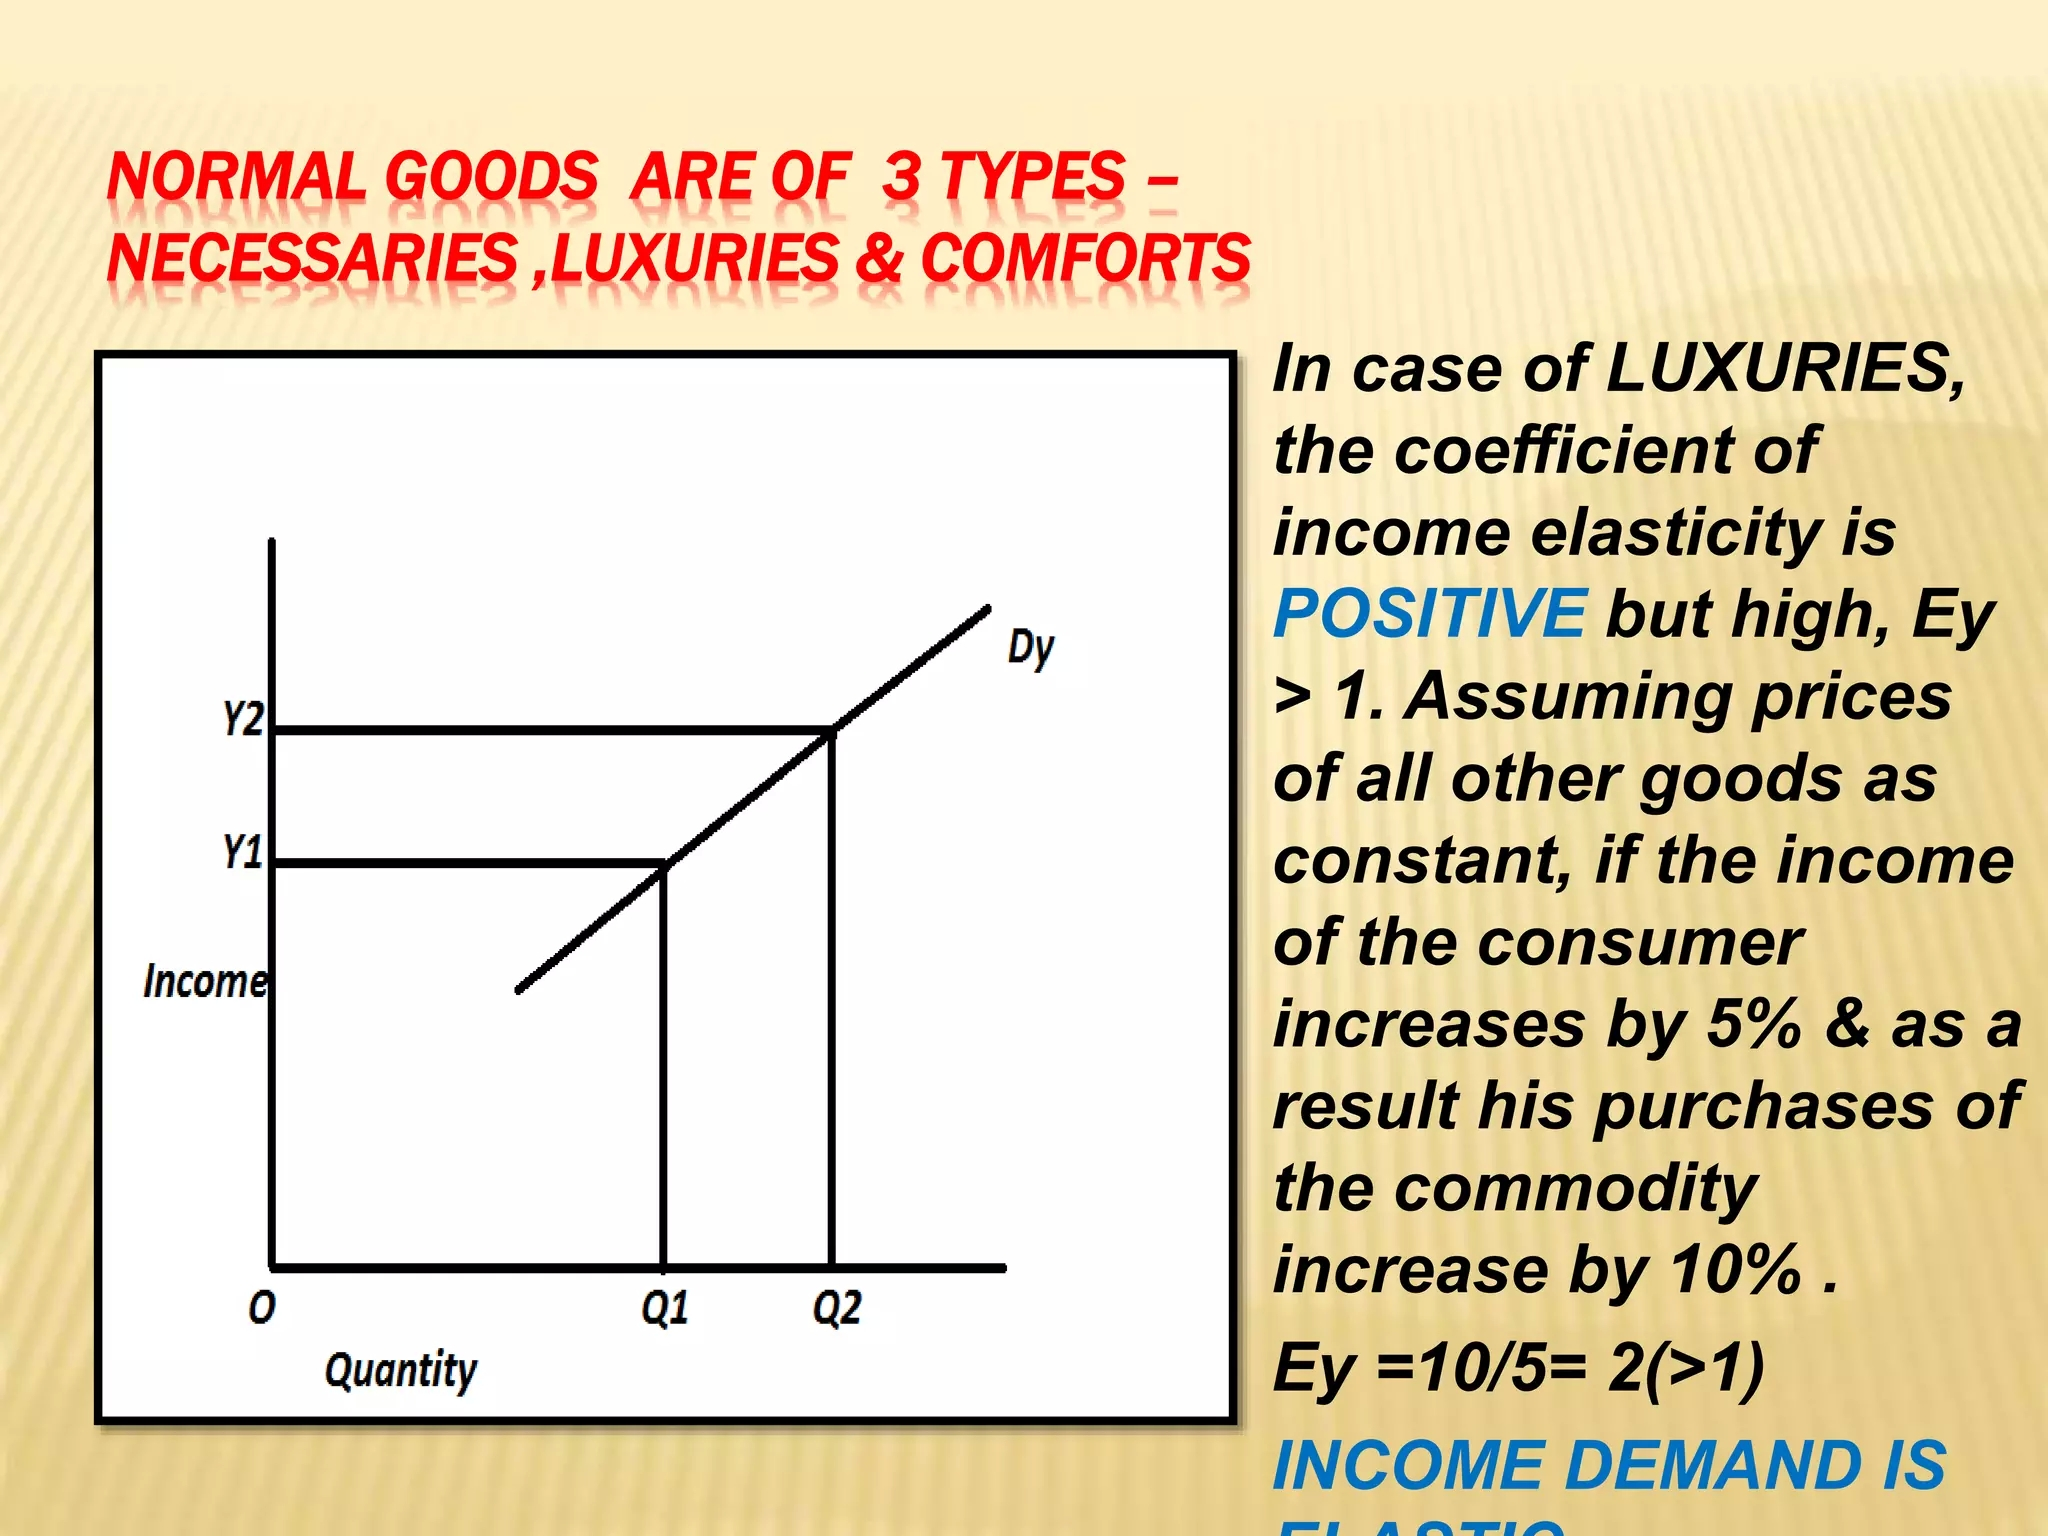 NORMAL GOODS ARE OF 3 TYPES –
NECESSARIES ,LUXURIES & COMFORTS
In case of LUXURIES,
the coefficient of
income elasticity is
POSITIVE but high, Ey
> 1. Assuming prices
of all other goods as
constant, if the income
of the consumer
increases by 5% & as a
result his purchases of
the commodity
increase by 10% .
Ey =10/5= 2(>1)
INCOME DEMAND IS
Dy
Y2
Y1
Income
O
Q1
Q2
Quantity